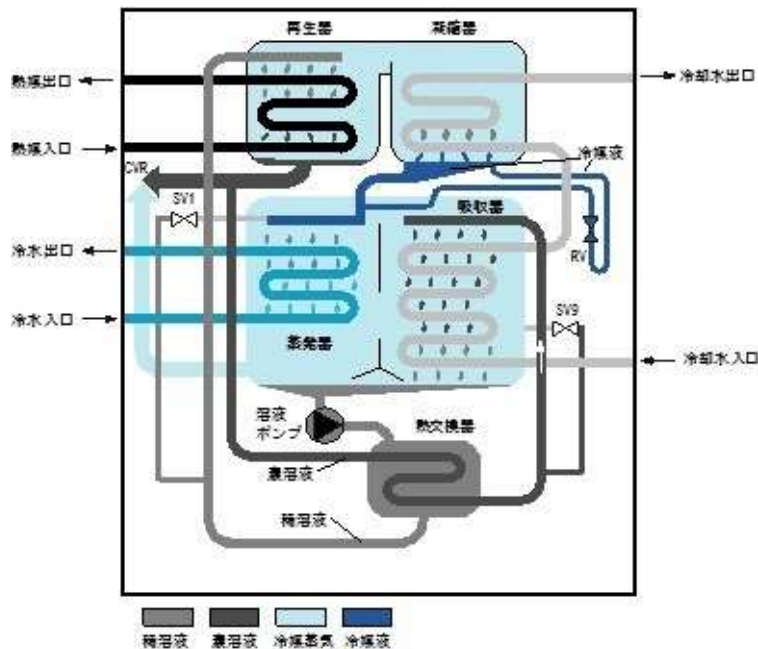 再生器
凝縮器
熱媒出口
冷却水出口
熱媒入口
冷媒液
CVR
SV1
吸収器
冷水出口
RV
冷水入口
SV9
蒸発器
冷却水入口
溶液
ポンプ
熱交換器
濃溶液
稀溶液
稀溶液
濃溶液
冷媒蒸気
冷媒液